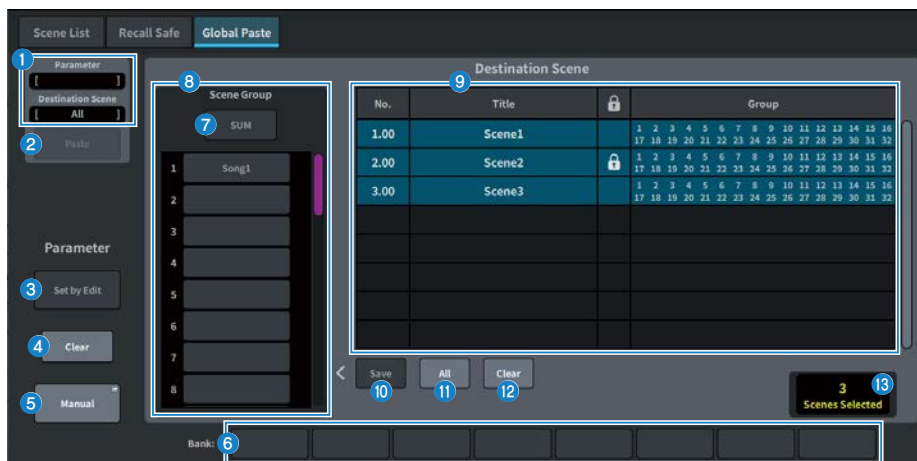 Scene List Recall Safe Global Paste
1 Parameter
[ ]
Destination Scene
[ All ]
2 Paste
Parameter
3 Set by Edit
4 Clear
5 Manual
Destination Scene
8 Scene Group
7 SUM
1 Song1
2
3
4
5
6
7
8
9
No. Title Group
1.00 Scene1 1 2 3 4 5 6 7 8 9 10 11 12 13 14 15 16
17 18 19 20 21 22 23 24 25 26 27 28 29 30 31 32
2.00 Scene2 1 2 3 4 5 6 7 8 9 10 11 12 13 14 15 16
17 18 19 20 21 22 23 24 25 26 27 28 29 30 31 32
3.00 Scene3 1 2 3 4 5 6 7 8 9 10 11 12 13 14 15 16
17 18 19 20 21 22 23 24 25 26 27 28 29 30 31 32
< Save All Clear
10 11 12
3 13
Scenes Selected
Bank: 6